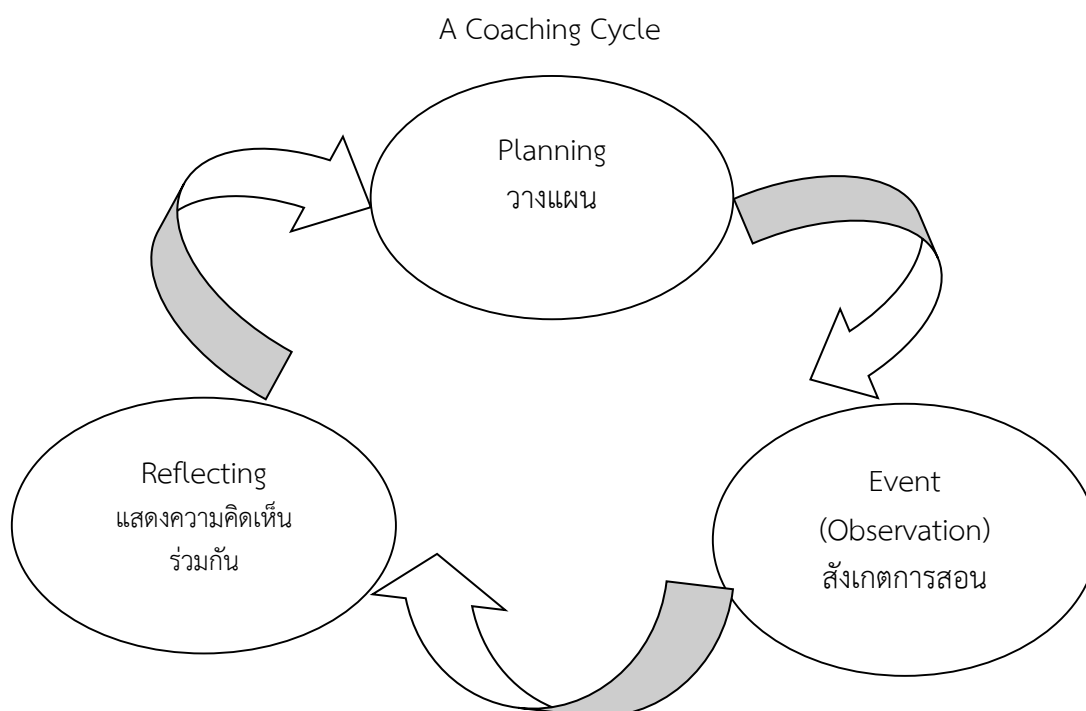 A Coaching Cycle
Planning
วางแผน
Reflecting
แสดงความคิดเห็น
ร่วมกัน
Event
(Observation)
สังเกตการสอน